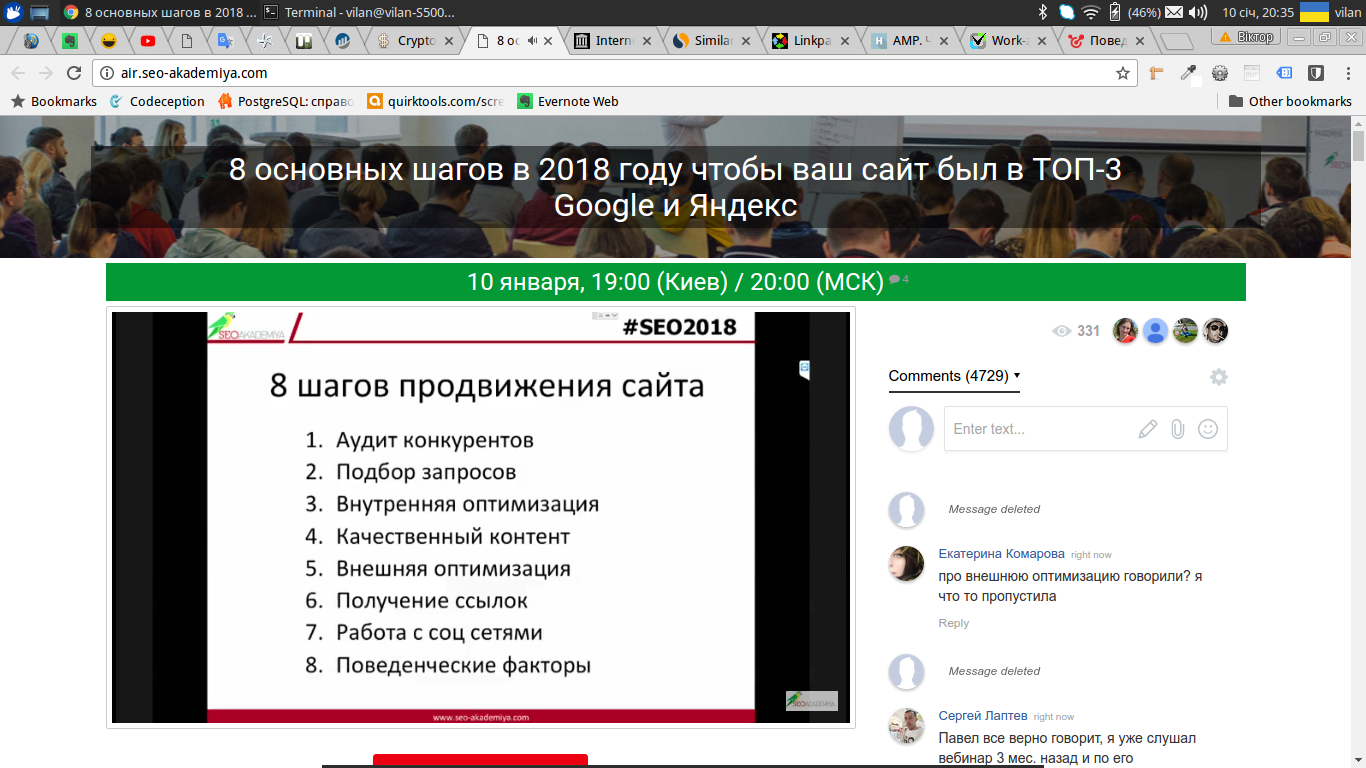 8 основных шагов в 2018 ...
Terminal - vilan@vilan-S500...
(46%)
10 січ, 20:35
vilan
8 ос
Crypto
Intern
Similar
Linkpa
AMP. Ч
Work-z
Повед
Віктор
air.seo-akademiya.com
Bookmarks
Codeception
PostgreSQL: справо
quirktools.com/scre
Evernote Web
Other bookmarks
8 основных шагов в 2018 году чтобы ваш сайт был в ТОП-3
Google и Яндекс
10 января, 19:00 (Киев) / 20:00 (МСК) 4
SEOAKADEMIYA
#SEO2018
8 шагов продвижения сайта
1. Аудит конкурентов
2. Подбор запросов
3. Внутренняя оптимизация
4. Качественный контент
5. Внешняя оптимизация
6. Получение ссылок
7. Работа с соц сетями
8. Поведенческие факторы
SEOAKADEMIYA
www.seo-akademiya.com
331
Comments (4729)
Enter text...
Message deleted
Екатерина Комарова right now
про внешнюю оптимизацию говорили? я
что то пропустила
Reply
Message deleted
Сергей Лаптев right now
Павел все верно говорит, я уже слушал
вебинар 3 мес. назад и по его